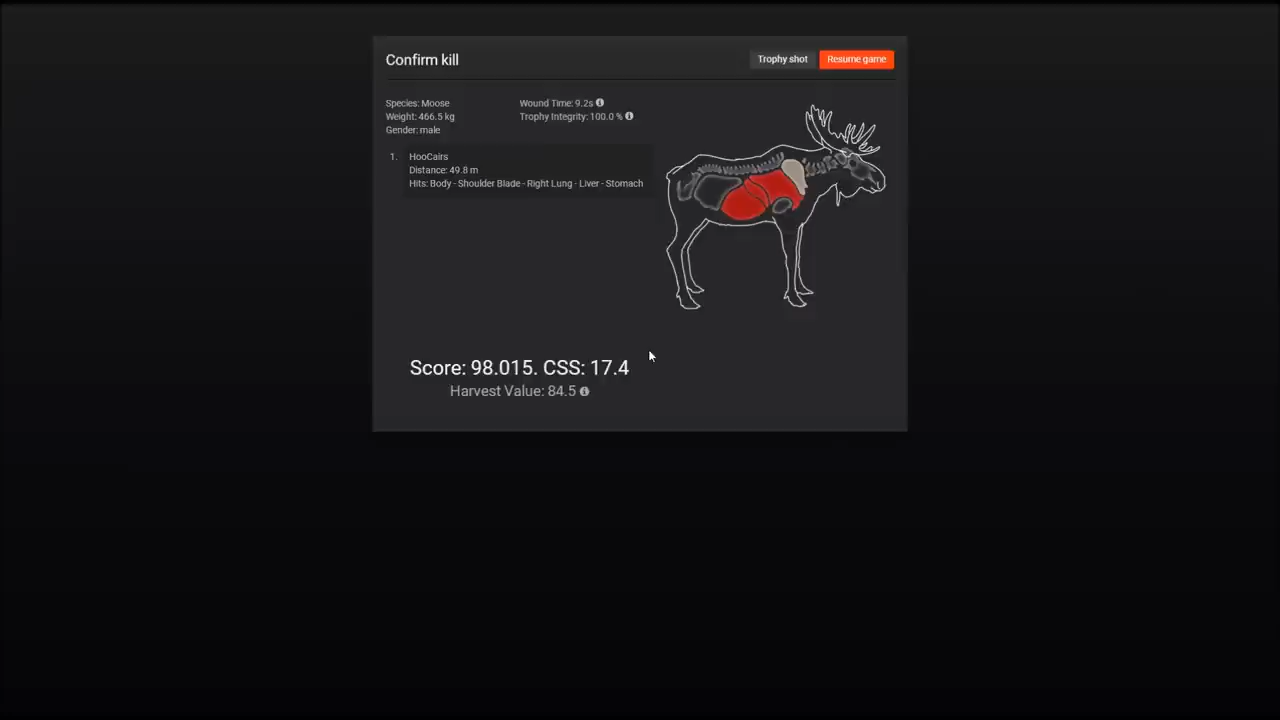 Confirm kill
Trophy shot
Resume game
Species: Moose
Weight: 466.5 kg
Gender: male
Wound Time: 9.2s
Trophy Integrity: 100.0 %
1.
HooCairs
Distance: 49.8 m
Hits: Body - Shoulder Blade - Right Lung - Liver - Stomach
Score: 98.015. CSS: 17.4
Harvest Value: 84.5